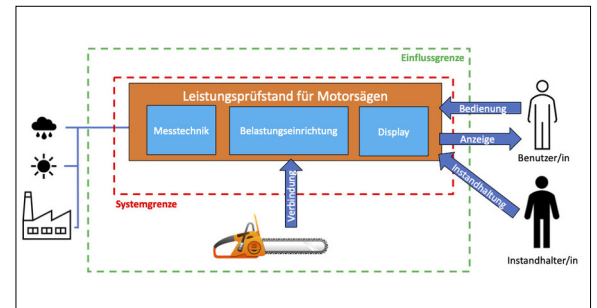 Einflussgrenze
Leistungsprüfstand für Motorsägen
Messtechnik
Belastungseinrichtung
Display
Bedienung
Anzeige
Benutzer/in
Instandhaltung
Systemgrenze
Verbindung
Instandhalter/in